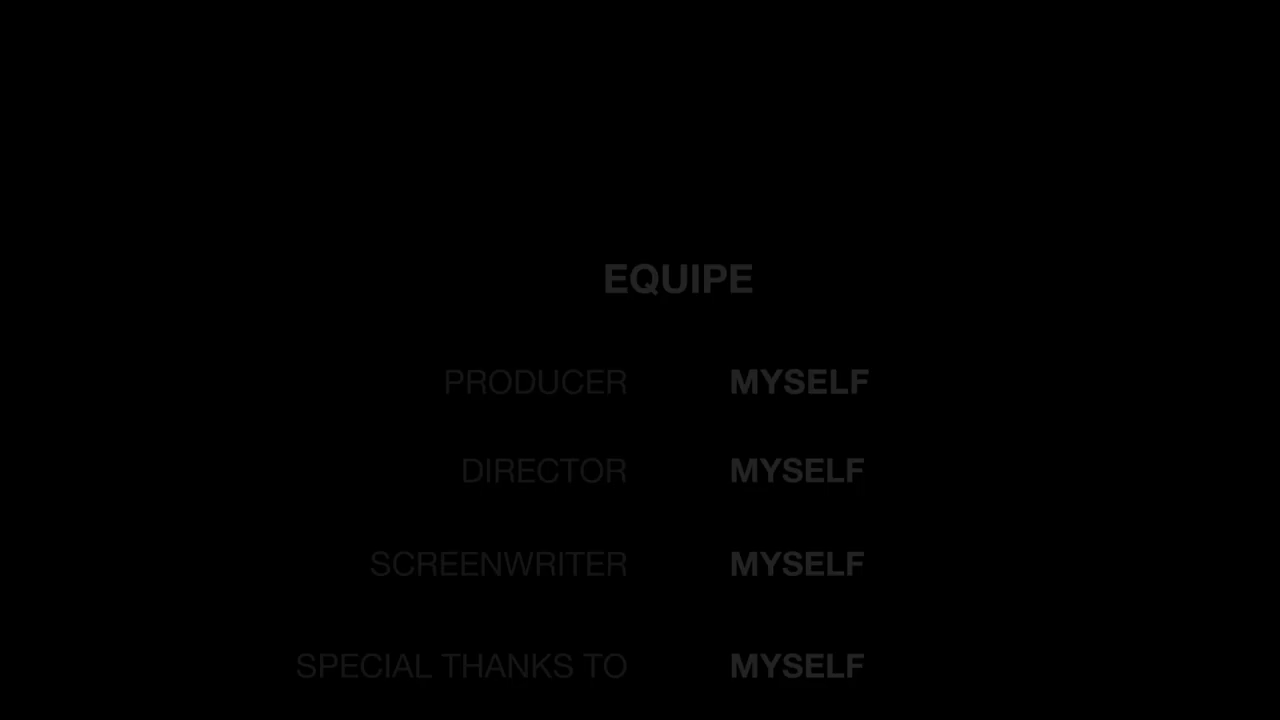 EQUIPE
PRODUCER MYSELF
DIRECTOR MYSELF
SCREENWRITER MYSELF
SPECIAL THANKS TO MYSELF